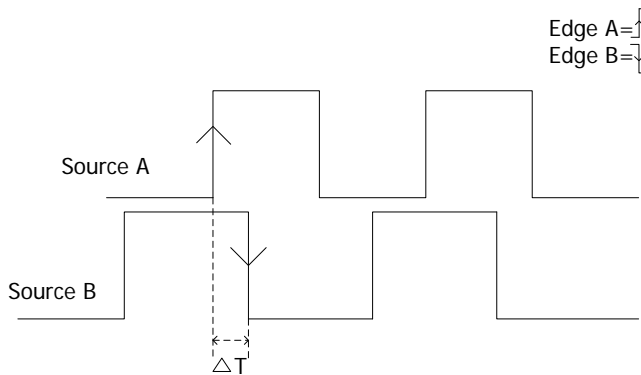 Edge A=
Edge B=
Source A
Source B
△T